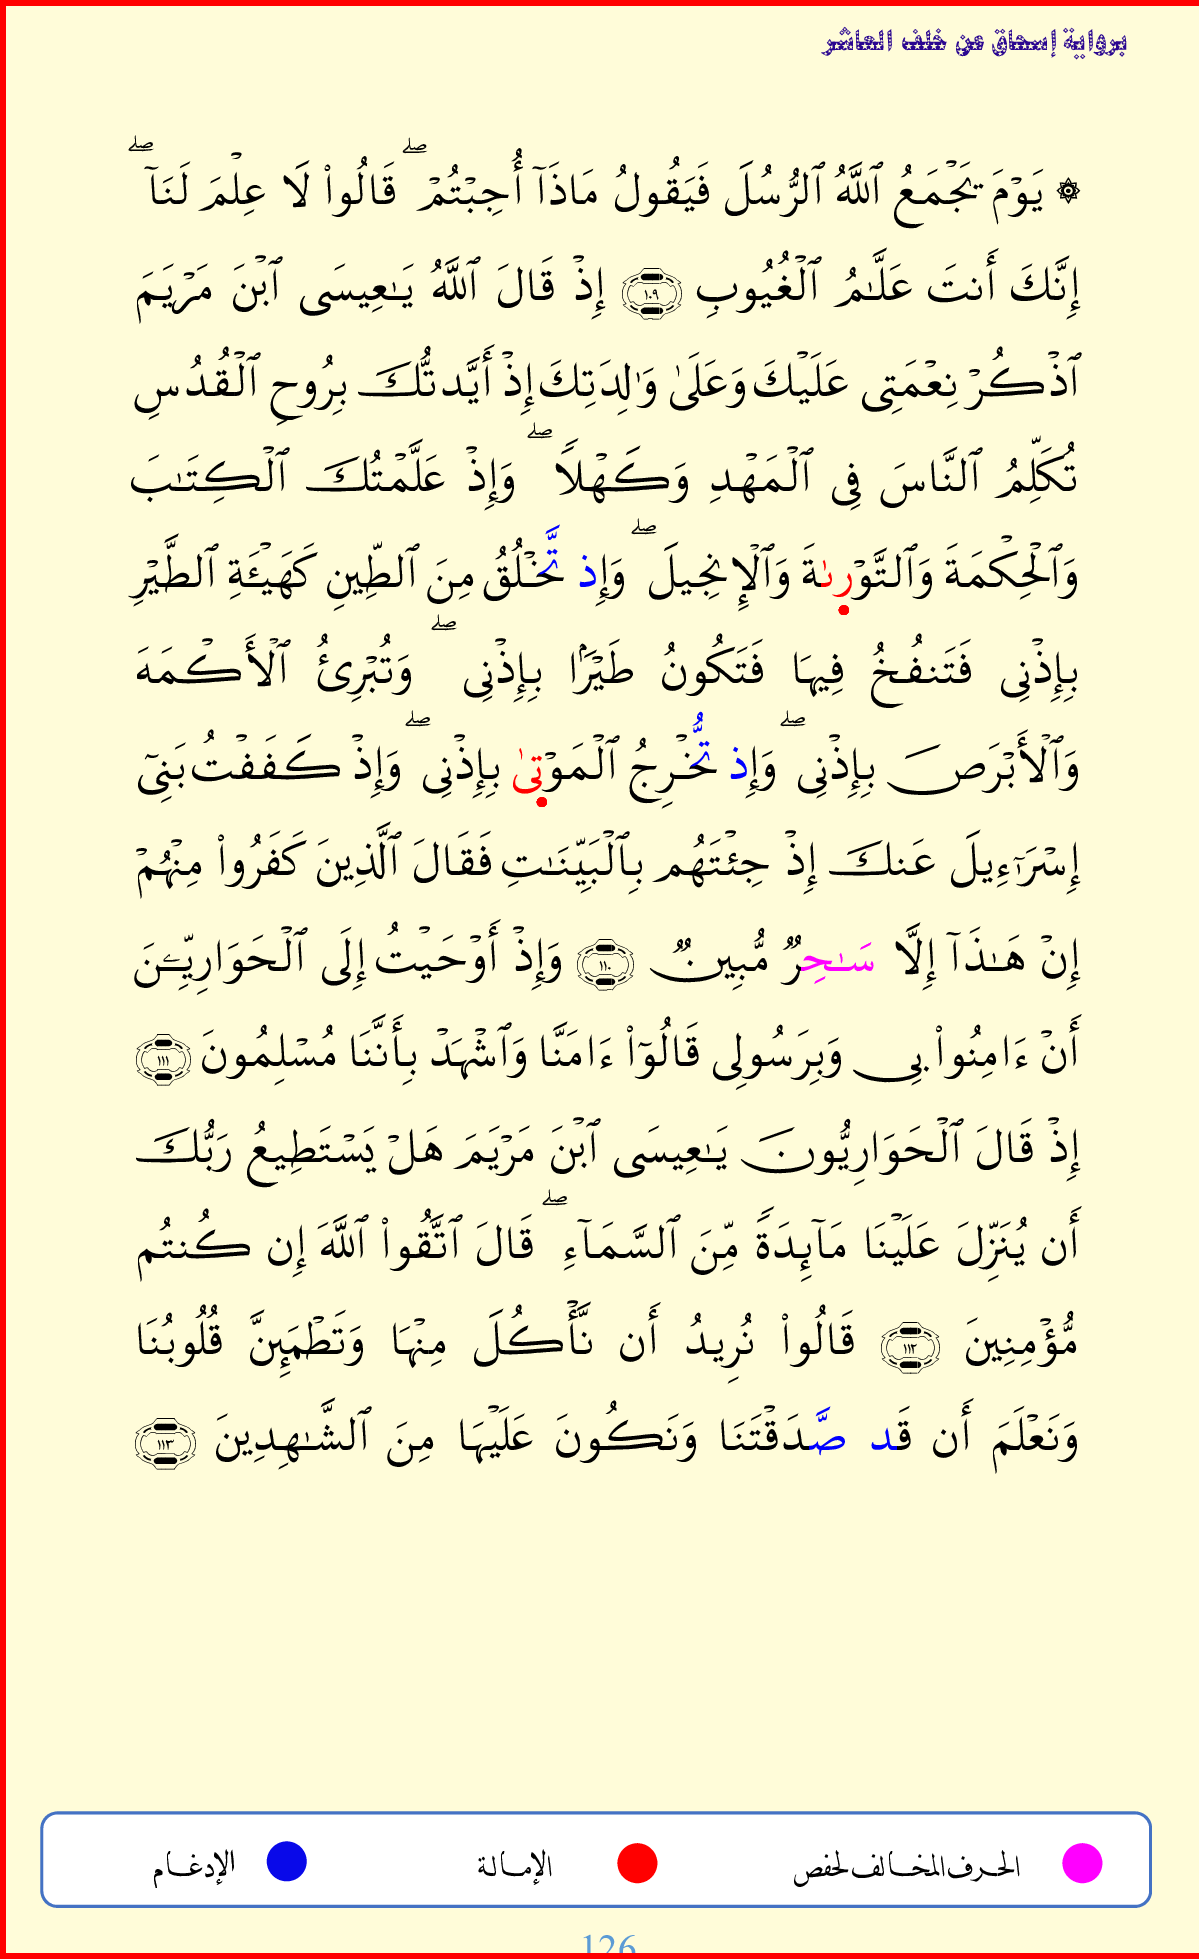 برواية إسحاق عن خلف العاشر
۞ يَوۡمَ يَجۡمَعُ ٱللَّهُ ٱلرُّسُلَ فَيَقُولُ مَاذَآ أُجِبۡتُمۡۖ قَالُواْ لَا عِلۡمَ لَنَآۖ
إِنَّكَ أَنتَ عَلَّـٰمُ ٱلۡغُيُوبِ ١٠٩ إِذۡ قَالَ ٱللَّهُ يَـٰعِيسَى ٱبۡنَ مَرۡيَمَ
ٱذۡكُرۡ نِعۡمَتِى عَلَيۡكَ وَعَلَىٰ وَٰلِدَتِكَ إِذۡ أَيَّدتُّكَ بِرُوحِ ٱلۡقُدُسِ
تُكَلِّمُ ٱلنَّاسَ فِى ٱلۡمَهۡدِ وَكَهۡلًاۖ وَإِذۡ عَلَّمۡتُكَ ٱلۡكِتَـٰبَ
وَٱلۡحِكۡمَةَ وَٱلتَّوۡرِىٰةَ وَٱلۡإِنجِيلَۖ وَإِذ تَّخۡلُقُ مِنَ ٱلطِّينِ كَهَيۡـَٔةِ ٱلطَّيۡرِ
بِإِذۡنِى فَتَنفُخُ فِيهَا فَتَكُونُ طَيۡرَۢا بِإِذۡنِىۖ وَتُبۡرِئُ ٱلۡأَكۡمَهَ
وَٱلۡأَبۡرَصَ بِإِذۡنِىۖ وَإِذ تُّخۡرِجُ ٱلۡمَوۡتِىٰ بِإِذۡنِىۖ وَإِذۡ كَفَفۡتُ بَنِىٓ
إِسۡرَٰٓءِيلَ عَنكَ إِذۡ جِئۡتَهُم بِٱلۡبَيِّنَـٰتِ فَقَالَ ٱلَّذِينَ كَفَرُواْ مِنۡهُمۡ
إِنۡ هَـٰذَآ إِلَّا سَـٰحِرٌ مُّبِينٌ ١١٠ وَإِذۡ أَوۡحَيۡتُ إِلَى ٱلۡحَوَارِيِّـۧنَ
أَنۡ ءَامِنُواْ بِى وَبِرَسُولِى قَالُوٓاْ ءَامَنَّا وَٱشۡهَدۡ بِأَنَّنَا مُسۡلِمُونَ ١١١
إِذۡ قَالَ ٱلۡحَوَارِيُّونَ يَـٰعِيسَى ٱبۡنَ مَرۡيَمَ هَلۡ يَسۡتَطِيعُ رَبُّكَ
أَن يُنَزِّلَ عَلَيۡنَا مَآئِدَةً مِّنَ ٱلسَّمَآءِۖ قَالَ ٱتَّقُواْ ٱللَّهَ إِن كُنتُم
مُّؤۡمِنِينَ ١١٢ قَالُواْ نُرِيدُ أَن نَّأۡكُلَ مِنۡهَا وَتَطۡمَئِنَّ قُلُوبُنَا
وَنَعۡلَمَ أَن قَد صَّدَقۡتَنَا وَنَكُونَ عَلَيۡهَا مِنَ ٱلشَّـٰهِدِينَ ١١٣
الحرف المخالف لحفص الإمالة الإدغام
126